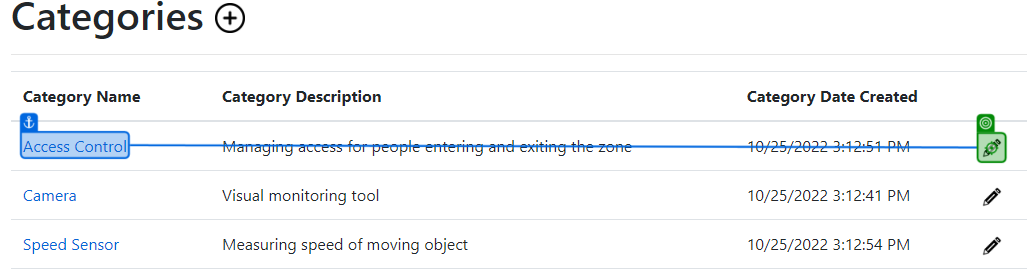 Categories
Category Name Category Description Category Date Created
Access Control Managing access for people entering and exiting the zone 10/25/2022 3:12:51 PM
Camera Visual monitoring tool 10/25/2022 3:12:41 PM
Speed Sensor Measuring speed of moving object 10/25/2022 3:12:54 PM